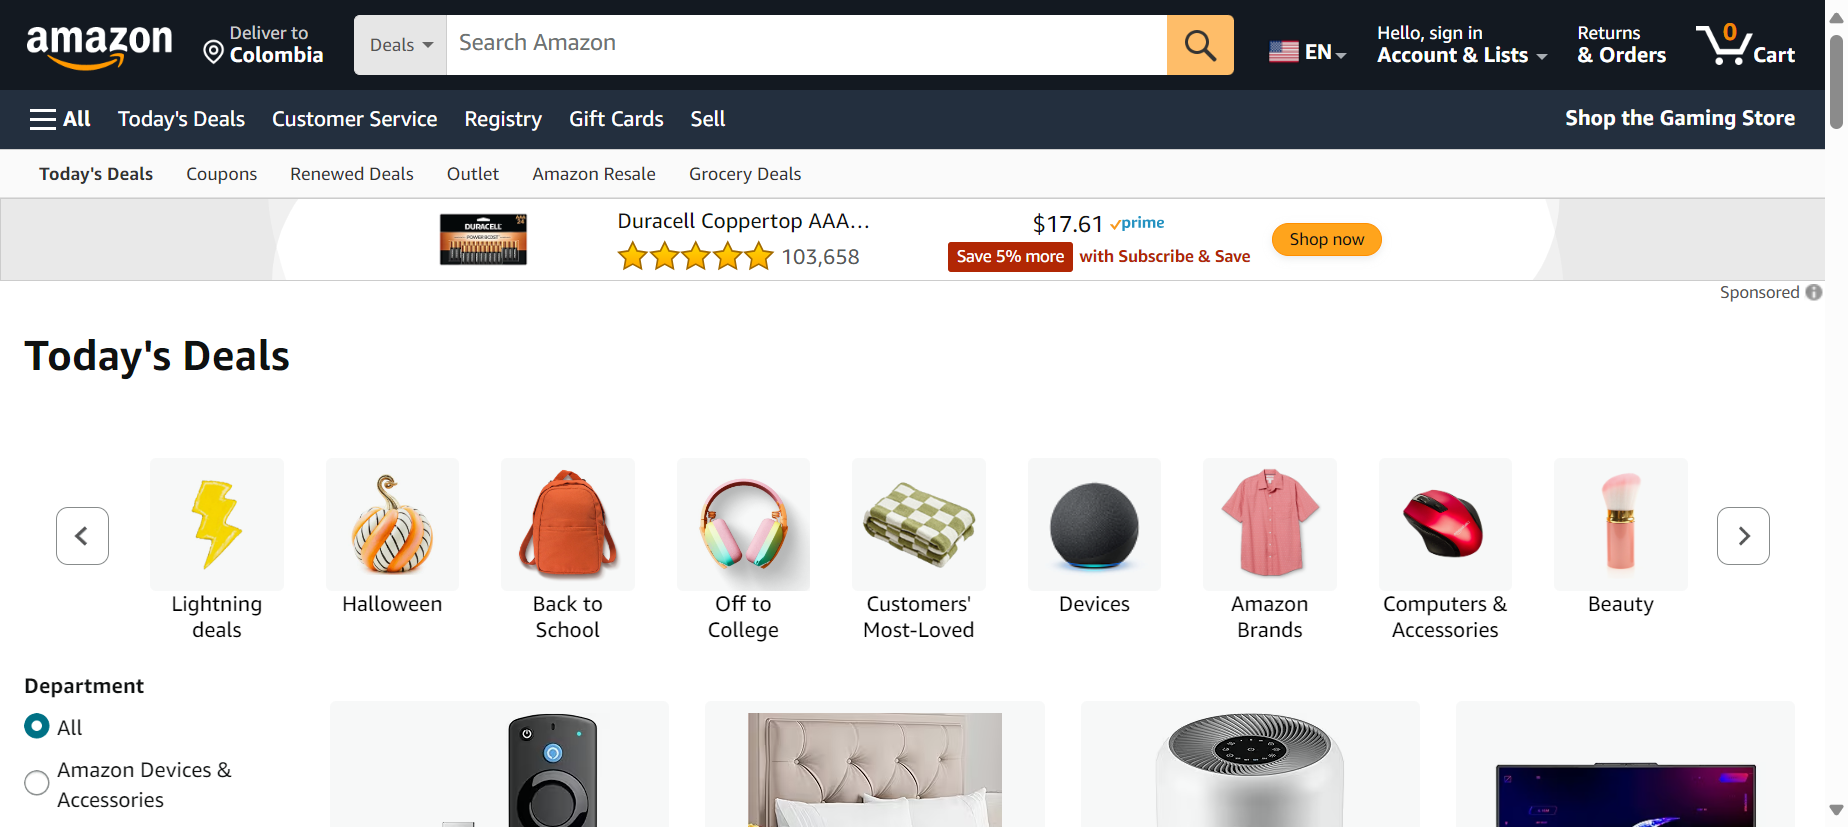 amazon
Deliver to
Colombia
Deals
Search Amazon
EN
Hello, sign in
Account & Lists
Returns
& Orders
0
Cart
All
Today's Deals
Customer Service
Registry
Gift Cards
Sell
Shop the Gaming Store
Today's Deals
Coupons
Renewed Deals
Outlet
Amazon Resale
Grocery Deals
DURACELL
POWER BOOST
AAA
24
Duracell Coppertop AAA...
103,658
$17.61 prime
Save 5% more with Subscribe & Save
Shop now
Sponsored
Today's Deals
Lightning
deals
Halloween
Back to
School
Off to
College
Customers'
Most-Loved
Devices
Amazon
Brands
Computers &
Accessories
Beauty
Department
All
Amazon Devices &
Accessories